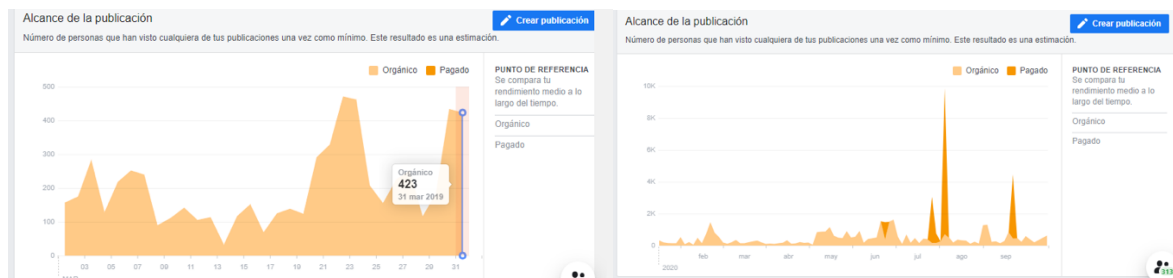 Alcance de la publicación
Crear publicación
Número de personas que han visto cualquiera de tus publicaciones una vez como mínimo. Este resultado es una estimación.
Orgánico Pagado
PUNTO DE REFERENCIA
Se compara tu
rendimiento medio a lo
largo del tiempo.
Orgánico
Pagado
500
400
300
200
100
0
Orgánico
423
31 mar 2019
03 05 07 09 11 13 15 17 19 21 23 25 27 29 31
Alcance de la publicación
Crear publicación
Número de personas que han visto cualquiera de tus publicaciones una vez como mínimo. Este resultado es una estimación.
Orgánico Pagado
PUNTO DE REFERENCIA
Se compara tu
rendimiento medio a lo
largo del tiempo.
Orgánico
Pagado
10K
8K
6K
4K
2K
0
feb mar abr may jun jul ago sep
2020